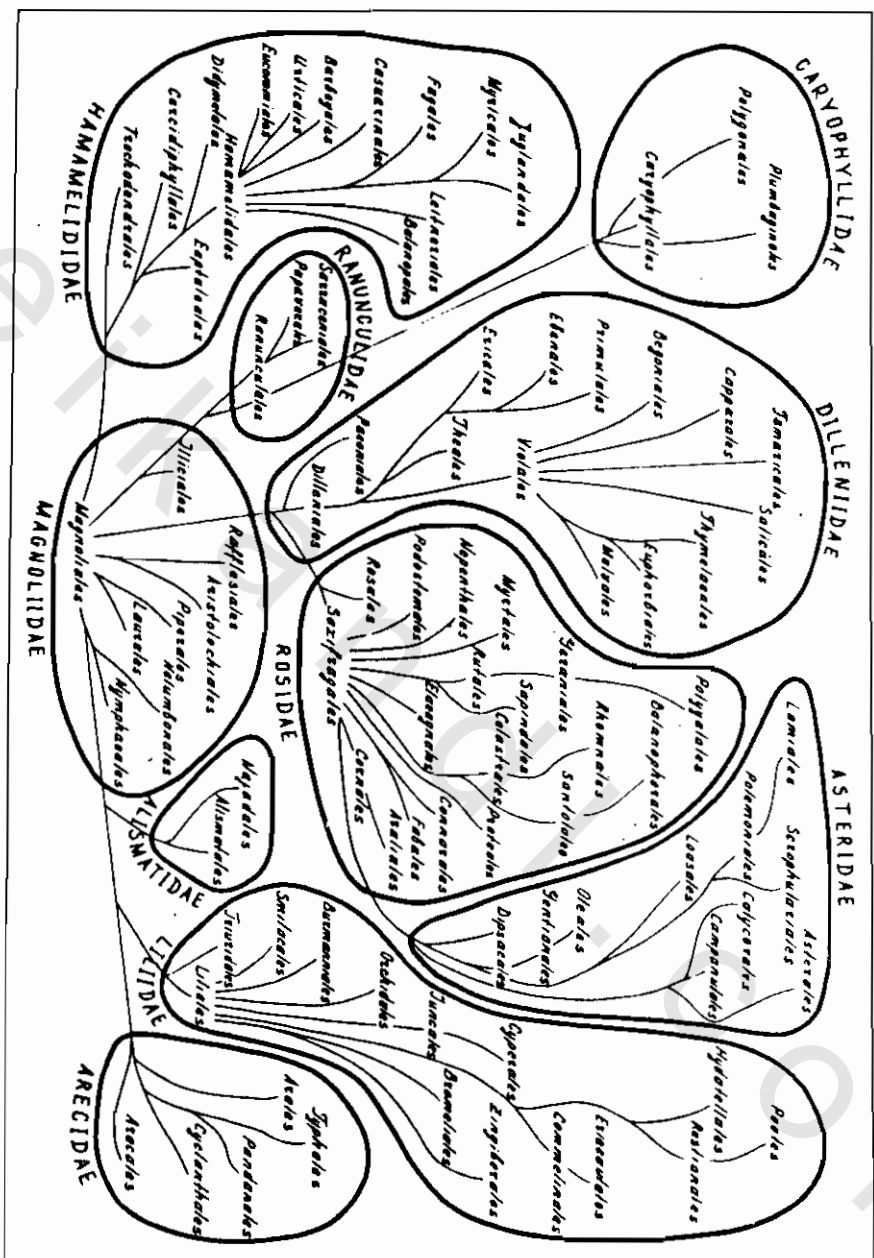 CARYOPHYLLIDAE
Plumbaginales
Polygonales
Caryophyllales
HAMAMELIDIDAE
Juglandales
Myricales
Leitneriales
Fagales
Balanopales
Casuarinales
Barbeyales
Urticales
Eucommiales
Hamamelidales
Didymelales
Cercidiphyllales
Eupteleales
Trochodendrales
RANUNCULIDAE
Sarraceniales
Papaverales
Ranunculales
DILLENIIDAE
Tamaricales
Salicales
Capparales
Thymelaeales
Begoniales
Euphorbiales
Primulales
Malvales
Ebenales
Violales
Ericales
Theales
Paeoniales
Dilleniales
MAGNOLIIDAE
Illiciales
Rafflesiales
Aristolochiales
Piperales
Nelumbonales
Laurales
Nymphaeales
Magnoliales
ROSIDAE
Polygalales
Balanopherales
Rhamnales
Santalales
Geraniales
Sapindales
Celastrales
Proteales
Myrtales
Rutales
Elaeagnales
Connarales
Nepenthales
Fabales
Podostemales
Araliales
Rosales
Cornales
Saxifragales
ASTERIDAE
Lamiales
Scrophulariales
Asterales
Polemoniales
Calycerales
Campanulales
Loasales
Oleales
Gentianales
Dipsacales
ALISMATIDAE
Najadales
Alismatales
LILIIDAE
Poales
Hydatellales
Restionales
Eriocaulales
Commelinales
Cyperales
Zingiberales
Juncales
Bromeliales
Orchidales
Burmanniales
Smilacales
Triuridales
Liliales
ARECIDAE
Typhales
Arales
Pandanales
Cyclanthales
Arecales